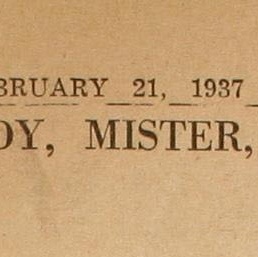 BRUARY 21, 1937
DY, MISTER,